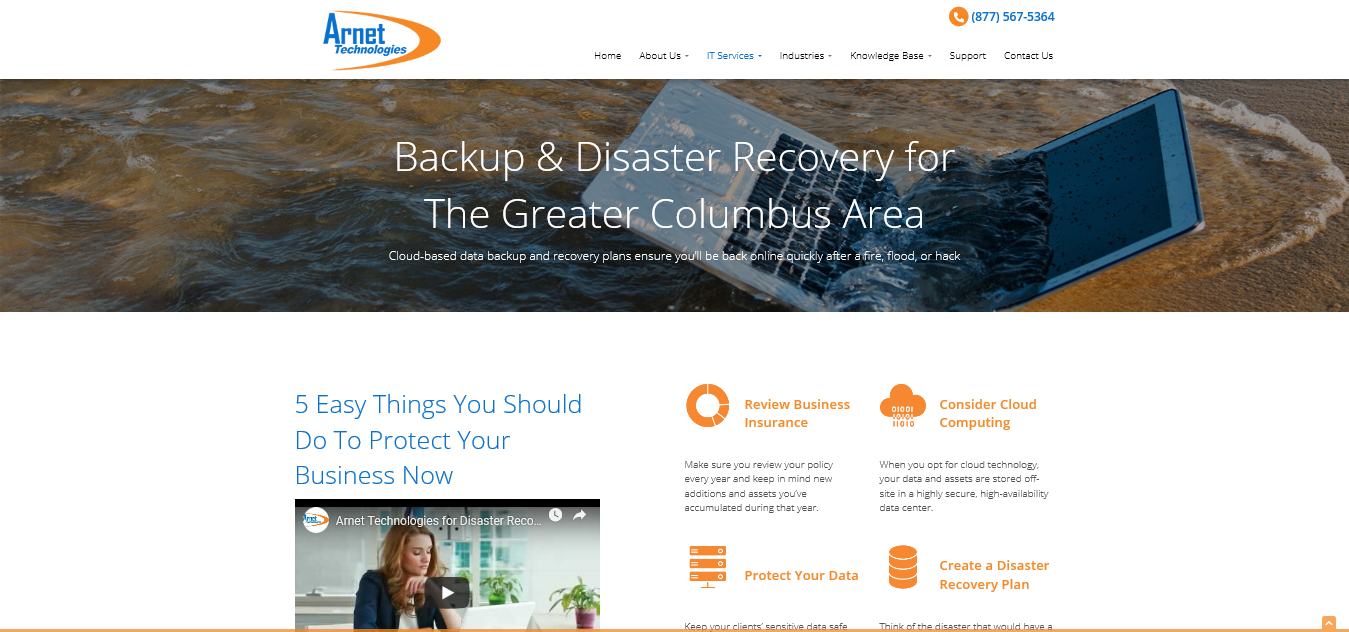 Arnet
Technologies
(877) 567-5364
Home
About Us
IT Services
Industries
Knowledge Base
Support
Contact Us
Backup & Disaster Recovery for
The Greater Columbus Area
Cloud-based data backup and recovery plans ensure you'll be back online quickly after a fire, flood, or hack
5 Easy Things You Should
Do To Protect Your
Business Now
Arnet Technologies for Disaster Reco...
Review Business
Insurance
Make sure you review your policy
every year and keep in mind new
additions and assets you've
accumulated during that year.
Consider Cloud
Computing
When you opt for cloud technology,
your data and assets are stored off-
site in a highly secure, high-availability
data center.
Protect Your Data
Keep your clients' sensitive data safe
Create a Disaster
Recovery Plan
Think of the disaster that would have a